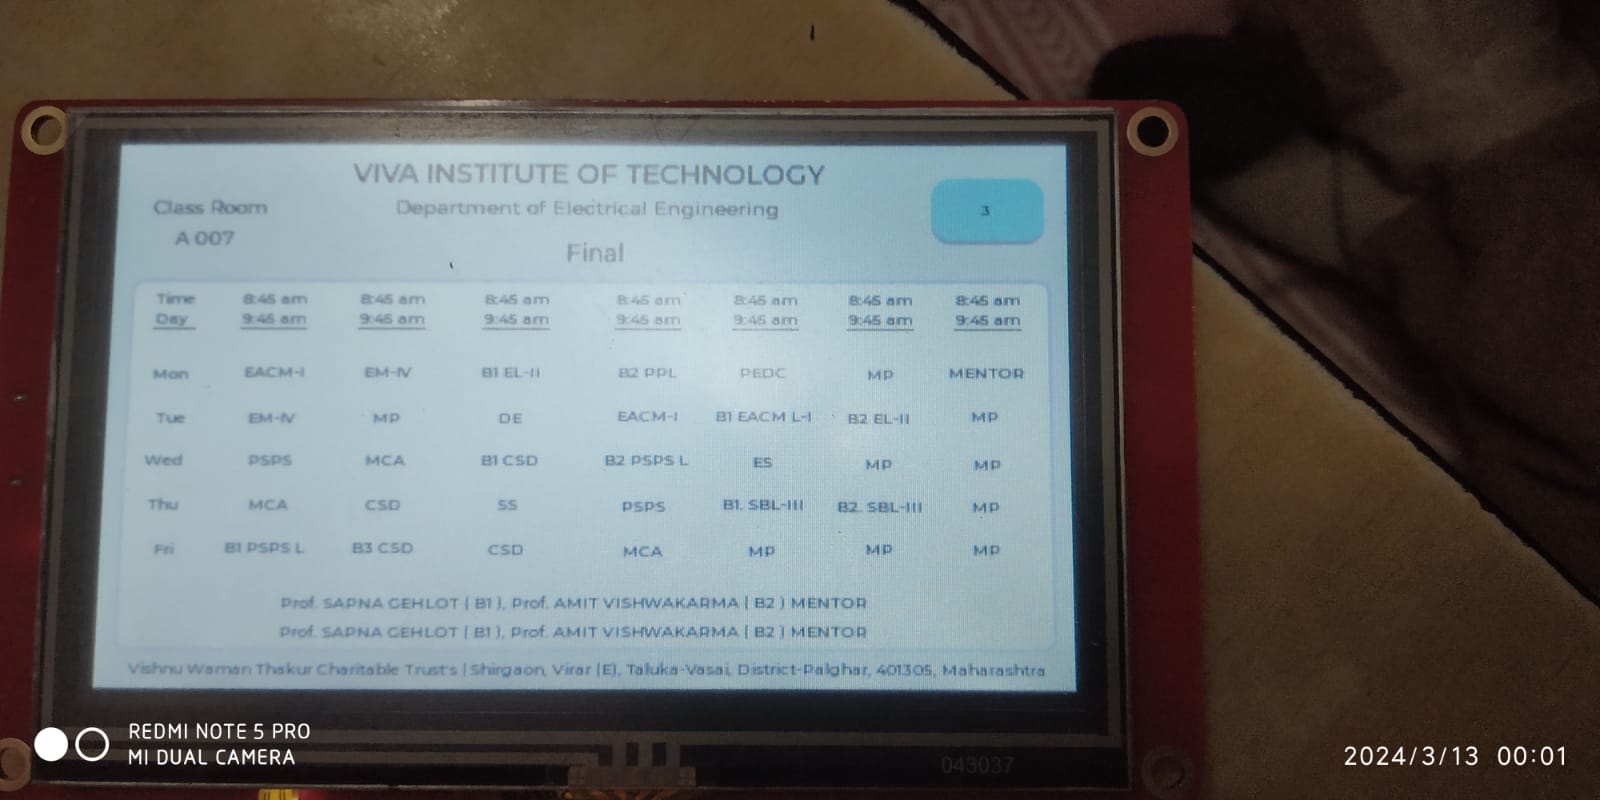 VIVA INSTITUTE OF TECHNOLOGY
Class Room Department of Electrical Engineering 3
A 007
Final
Time 8:45 am 8:45 am 8:45 am 8:45 am 8:45 am 8:45 am 8:45 am
Day 9:45 am 9:45 am 9:45 am 9:45 am 9:45 am 9:45 am 9:45 am
Mon EACM-I EM-IV B1 EL-II B2 PPL PEDC MP MENTOR
Tue EM-IV MP DE EACM-I B1 EACM L-I B2 EL-II MP
Wed PSPS MCA B1 CSD B2 PSPS L ES MP MP
Thu MCA CSD SS PSPS B1. SBL-III B2. SBL-III MP
Fri B1 PSPS L B3 CSD CSD MCA MP MP MP
Prof. SAPNA GEHLOT ( B1 ), Prof. AMIT VISHWAKARMA ( B2 ) MENTOR
Prof. SAPNA GEHLOT ( B1 ), Prof. AMIT VISHWAKARMA ( B2 ) MENTOR
Vishnu Waman Thakur Charitable Trust's | Shirgaon, Virar (E), Taluka-Vasai, District-Palghar, 401305, Maharashtra
REDMI NOTE 5 PRO
MI DUAL CAMERA
043037
2024/3/13 00:01